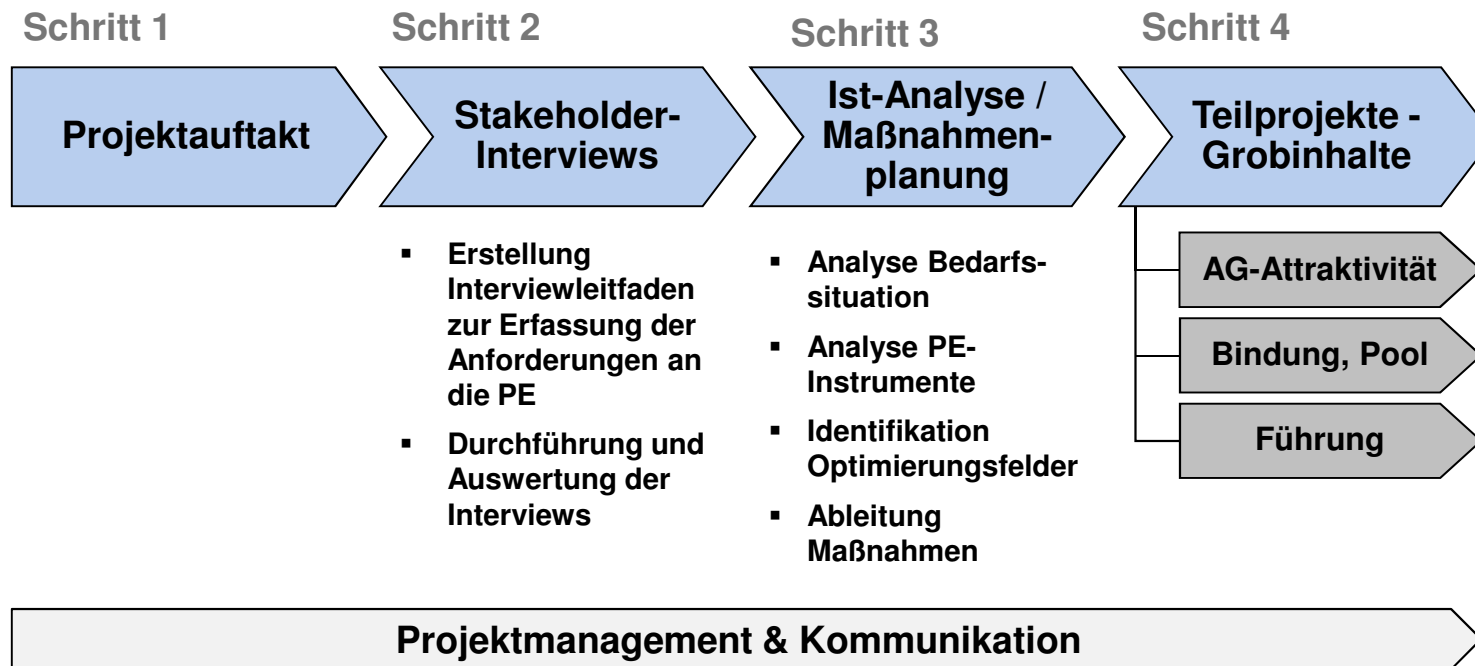 Schritt 1
Schritt 2
Schritt 3
Schritt 4
Projektauftakt
Stakeholder-
Interviews
Ist-Analyse /
Maßnahmen-
planung
Teilprojekte -
Grobinhalte
▪ Erstellung
Interviewleitfaden
zur Erfassung der
Anforderungen an
die PE
▪ Durchführung und
Auswertung der
Interviews
▪ Analyse Bedarfs-
situation
▪ Analyse PE-
Instrumente
▪ Identifikation
Optimierungsfelder
▪ Ableitung
Maßnahmen
AG-Attraktivität
Bindung, Pool
Führung
Projektmanagement & Kommunikation